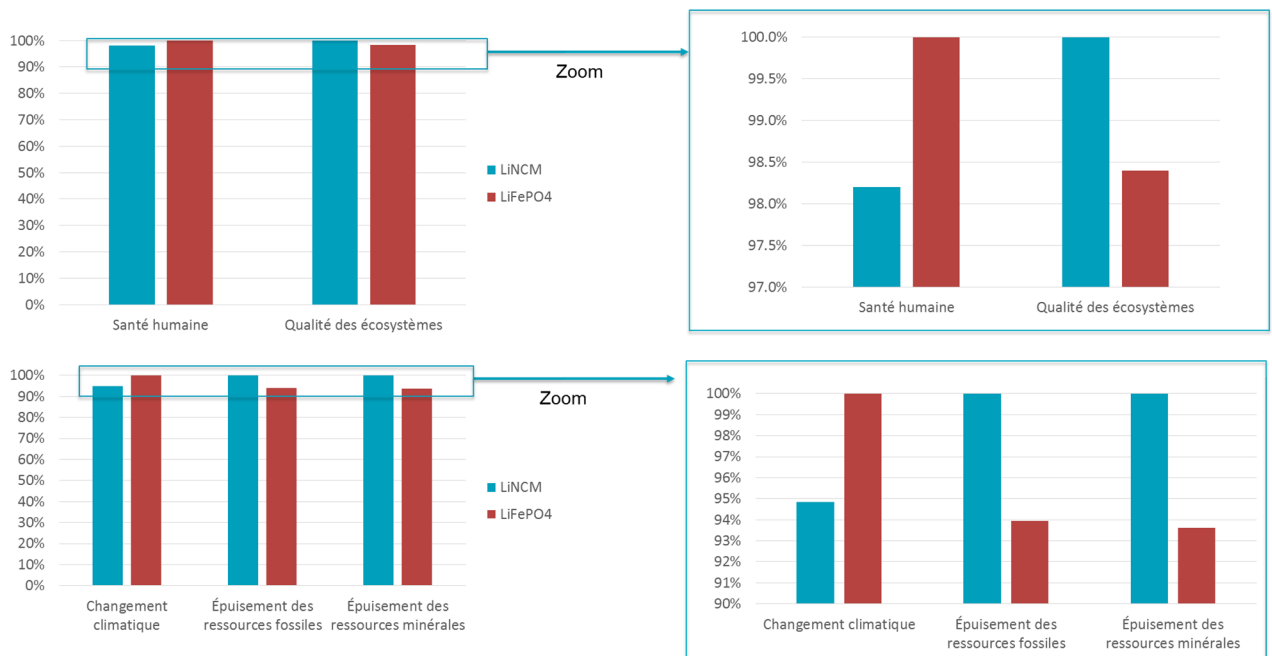 100%
90%
80%
70%
60%
50%
40%
30%
20%
10%
0%
Santé humaine
Qualité des écosystèmes
LiNCM
LiFePO4
Zoom
100.0%
99.5%
99.0%
98.5%
98.0%
97.5%
97.0%
Santé humaine
Qualité des écosystèmes
100%
90%
80%
70%
60%
50%
40%
30%
20%
10%
0%
Changement
climatique
Épuisement des
ressources fossiles
Épuisement des
ressources minérales
LiNCM
LiFePO4
Zoom
100%
99%
98%
97%
96%
95%
94%
93%
92%
91%
90%
Changement climatique
Épuisement des
ressources fossiles
Épuisement des
ressources minérales